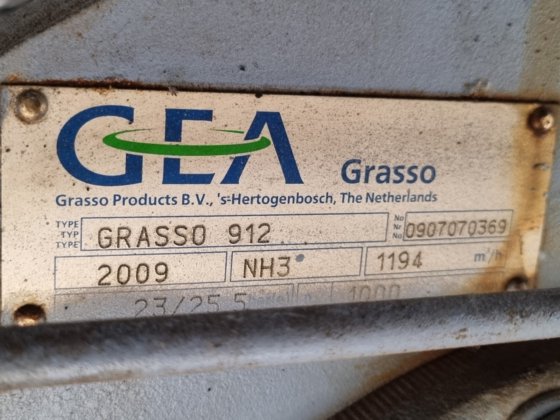 GEA
Grasso
Grasso Products B.V., 's-Hertogenbosch, The Netherlands
TYPE
TYP
TYPE
GRASSO 912
No
Nr
No
0907070369
2009
NH3
1194
m³/h
23/25.5
1000